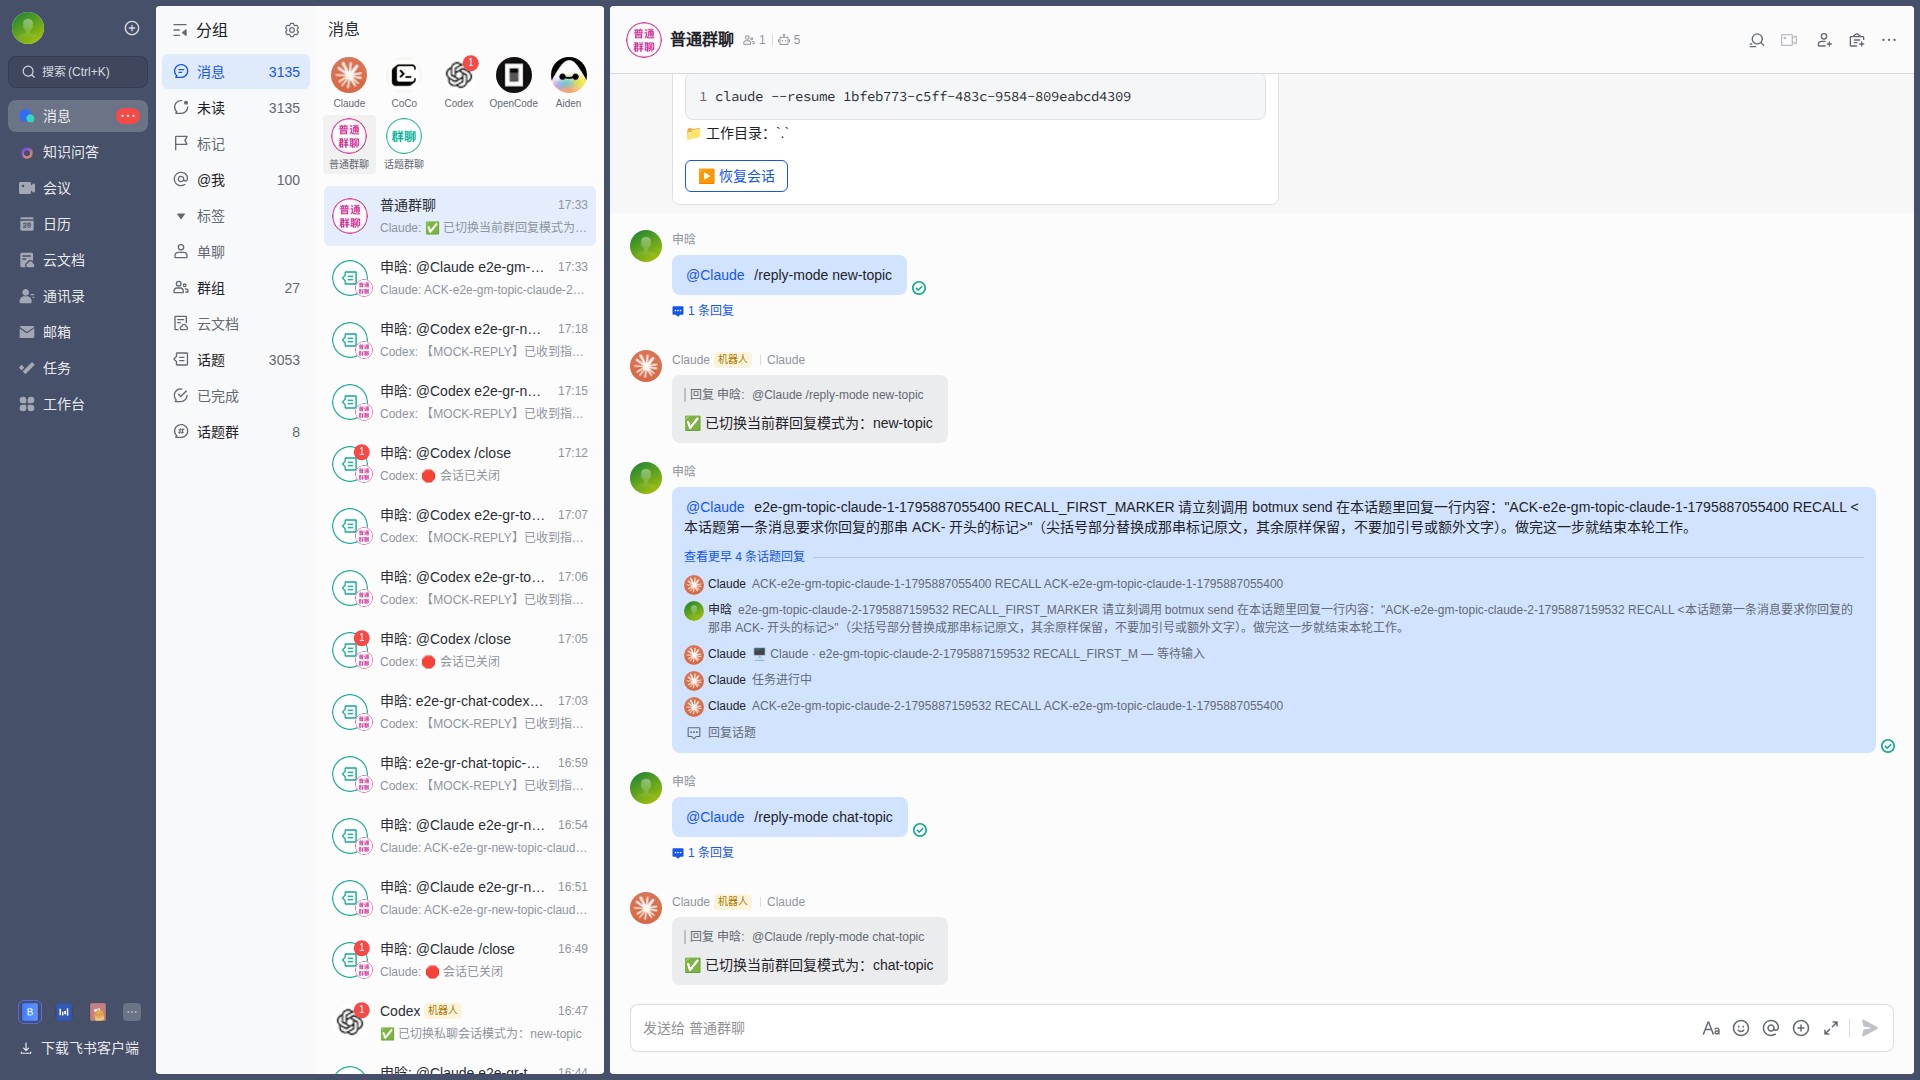 搜索 (Ctrl+K)
消息
知识问答
会议
日历
云文档
通讯录
邮箱
任务
工作台
下载飞书客户端
分组
消息 3135
未读 3135
标记
@我 100
标签
单聊
群组 27
云文档
话题 3053
已完成
话题群 8
消息
Claude
CoCo
1
Codex
OpenCode
Aiden
普通群聊
普通群聊
群聊
话题群聊
普通群聊 17:33
Claude: ✅ 已切换当前群回复模式为…
申晗: @Claude e2e-gm-… 17:33
Claude: ACK-e2e-gm-topic-claude-2…
申晗: @Codex e2e-gr-n… 17:18
Codex: 【MOCK-REPLY】已收到指…
申晗: @Codex e2e-gr-n… 17:15
Codex: 【MOCK-REPLY】已收到指…
1
申晗: @Codex /close 17:12
Codex: 🛑 会话已关闭
申晗: @Codex e2e-gr-to… 17:07
Codex: 【MOCK-REPLY】已收到指…
申晗: @Codex e2e-gr-to… 17:06
Codex: 【MOCK-REPLY】已收到指…
1
申晗: @Codex /close 17:05
Codex: 🛑 会话已关闭
申晗: e2e-gr-chat-codex… 17:03
Codex: 【MOCK-REPLY】已收到指…
申晗: e2e-gr-chat-topic-… 16:59
Codex: 【MOCK-REPLY】已收到指…
申晗: @Claude e2e-gr-n… 16:54
Claude: ACK-e2e-gr-new-topic-claud…
申晗: @Claude e2e-gr-n… 16:51
Claude: ACK-e2e-gr-new-topic-claud…
1
申晗: @Claude /close 16:49
Claude: 🛑 会话已关闭
1
Codex 机器人 16:47
✅ 已切换私聊会话模式为：new-topic
申晗: @Claude e2e-gr-t… 16:44
普通群聊
普通群聊 1 5
1 claude --resume 1bfeb773-c5ff-483c-9584-809eabcd4309
📁 工作目录：`.`
▶️ 恢复会话
申晗
@Claude /reply-mode new-topic
1 条回复
Claude 机器人 Claude
回复 申晗：@Claude /reply-mode new-topic
✅ 已切换当前群回复模式为：new-topic
申晗
@Claude e2e-gm-topic-claude-1-1795887055400 RECALL_FIRST_MARKER 请立刻调用 botmux send 在本话题里回复一行内容："ACK-e2e-gm-topic-claude-1-1795887055400 RECALL <
本话题第一条消息要求你回复的那串 ACK- 开头的标记>"（尖括号部分替换成那串标记原文，其余原样保留，不要加引号或额外文字）。做完这一步就结束本轮工作。
查看更早 4 条话题回复
Claude ACK-e2e-gm-topic-claude-1-1795887055400 RECALL ACK-e2e-gm-topic-claude-1-1795887055400
申晗 e2e-gm-topic-claude-2-1795887159532 RECALL_FIRST_MARKER 请立刻调用 botmux send 在本话题里回复一行内容："ACK-e2e-gm-topic-claude-2-1795887159532 RECALL <本话题第一条消息要求你回复的
那串 ACK- 开头的标记>"（尖括号部分替换成那串标记原文，其余原样保留，不要加引号或额外文字）。做完这一步就结束本轮工作。
Claude 🖥️ Claude · e2e-gm-topic-claude-2-1795887159532 RECALL_FIRST_M — 等待输入
Claude 任务进行中
Claude ACK-e2e-gm-topic-claude-2-1795887159532 RECALL ACK-e2e-gm-topic-claude-1-1795887055400
回复话题
申晗
@Claude /reply-mode chat-topic
1 条回复
Claude 机器人 Claude
回复 申晗：@Claude /reply-mode chat-topic
✅ 已切换当前群回复模式为：chat-topic
发送给 普通群聊